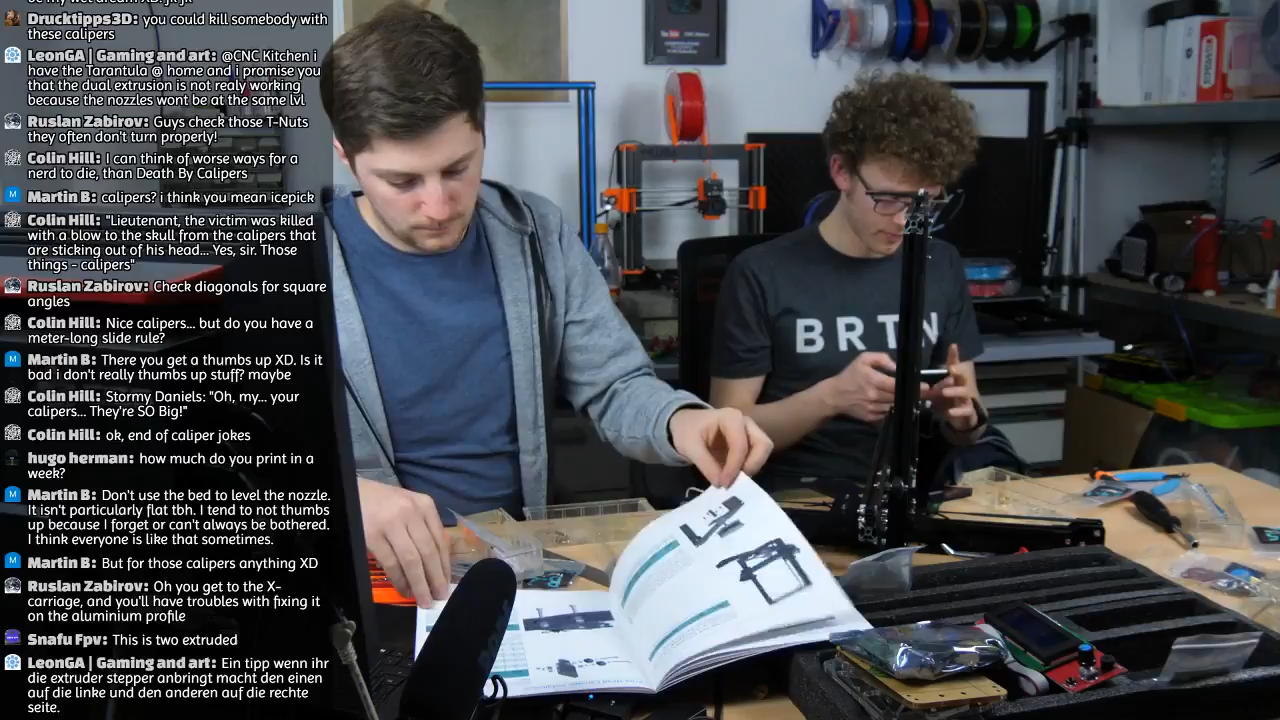 Drucktipps3D: you could kill somebody with
these calipers
LeonGA | Gaming and art: @CNC Kitchen i
have the Tarantula @ home and i promise you
that the dual extrusion is not realy working
because the nozzles wont be at the same lvl
Ruslan Zabirov: Guys check those T-Nuts
they often don't turn properly!
Colin Hill: I can think of worse ways for a
nerd to die, than Death By Calipers
Martin B: calipers? i think you mean icepick
Colin Hill: "Lieutenant, the victim was killed
with a blow to the skull from the calipers that
are sticking out of his head... Yes, sir. Those
things - calipers"
Ruslan Zabirov: Check diagonals for square
angles
Colin Hill: Nice calipers... but do you have a
meter-long slide rule?
Martin B: There you get a thumbs up XD. Is it
bad i don't really thumbs up stuff? maybe
Colin Hill: Stormy Daniels: "Oh, my... your
calipers... They're SO Big!"
Colin Hill: ok, end of caliper jokes
hugo herman: how much do you print in a
week?
Martin B: Don't use the bed to level the nozzle.
It isn't particularly flat tbh. I tend to not thumbs
up because I forget or can't always be bothered.
I think everyone is like that sometimes.
Martin B: But for those calipers anything XD
Ruslan Zabirov: Oh you get to the X-
carriage, and you'll have troubles with fixing it
on the aluminium profile
Snafu Fpv: This is two extruded
LeonGA | Gaming and art: Ein tipp wenn ihr
die extruder stepper anbringt macht den einen
auf die linke und den anderen auf die rechte
seite.
BRTN